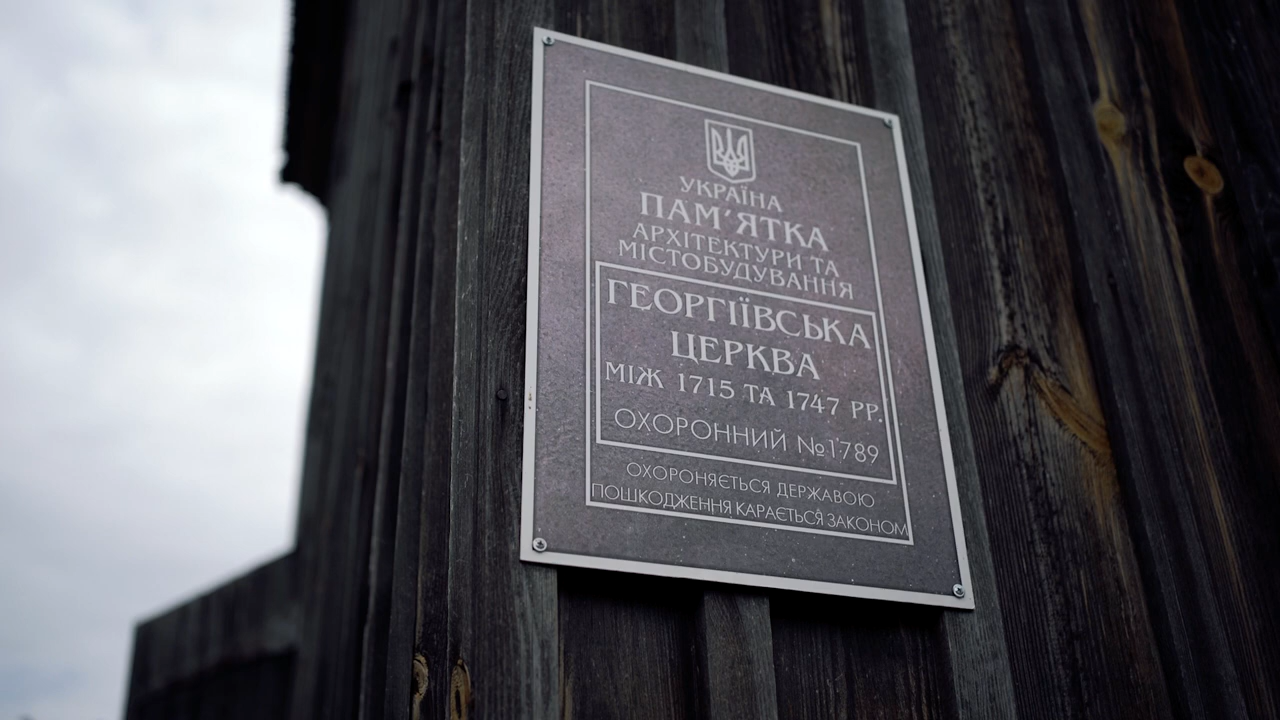 УКРАЇНА
ПАМ'ЯТКА
АРХІТЕКТУРИ ТА
МІСТОБУДУВАННЯ
ГЕОРГІЇВСЬКА
ЦЕРКВА
МІЖ 1715 ТА 1747 РР.
ОХОРОННИЙ №1789
ОХОРОНЯЄТЬСЯ ДЕРЖАВОЮ
ПОШКОДЖЕННЯ КАРАЄТЬСЯ ЗАКОНОМ